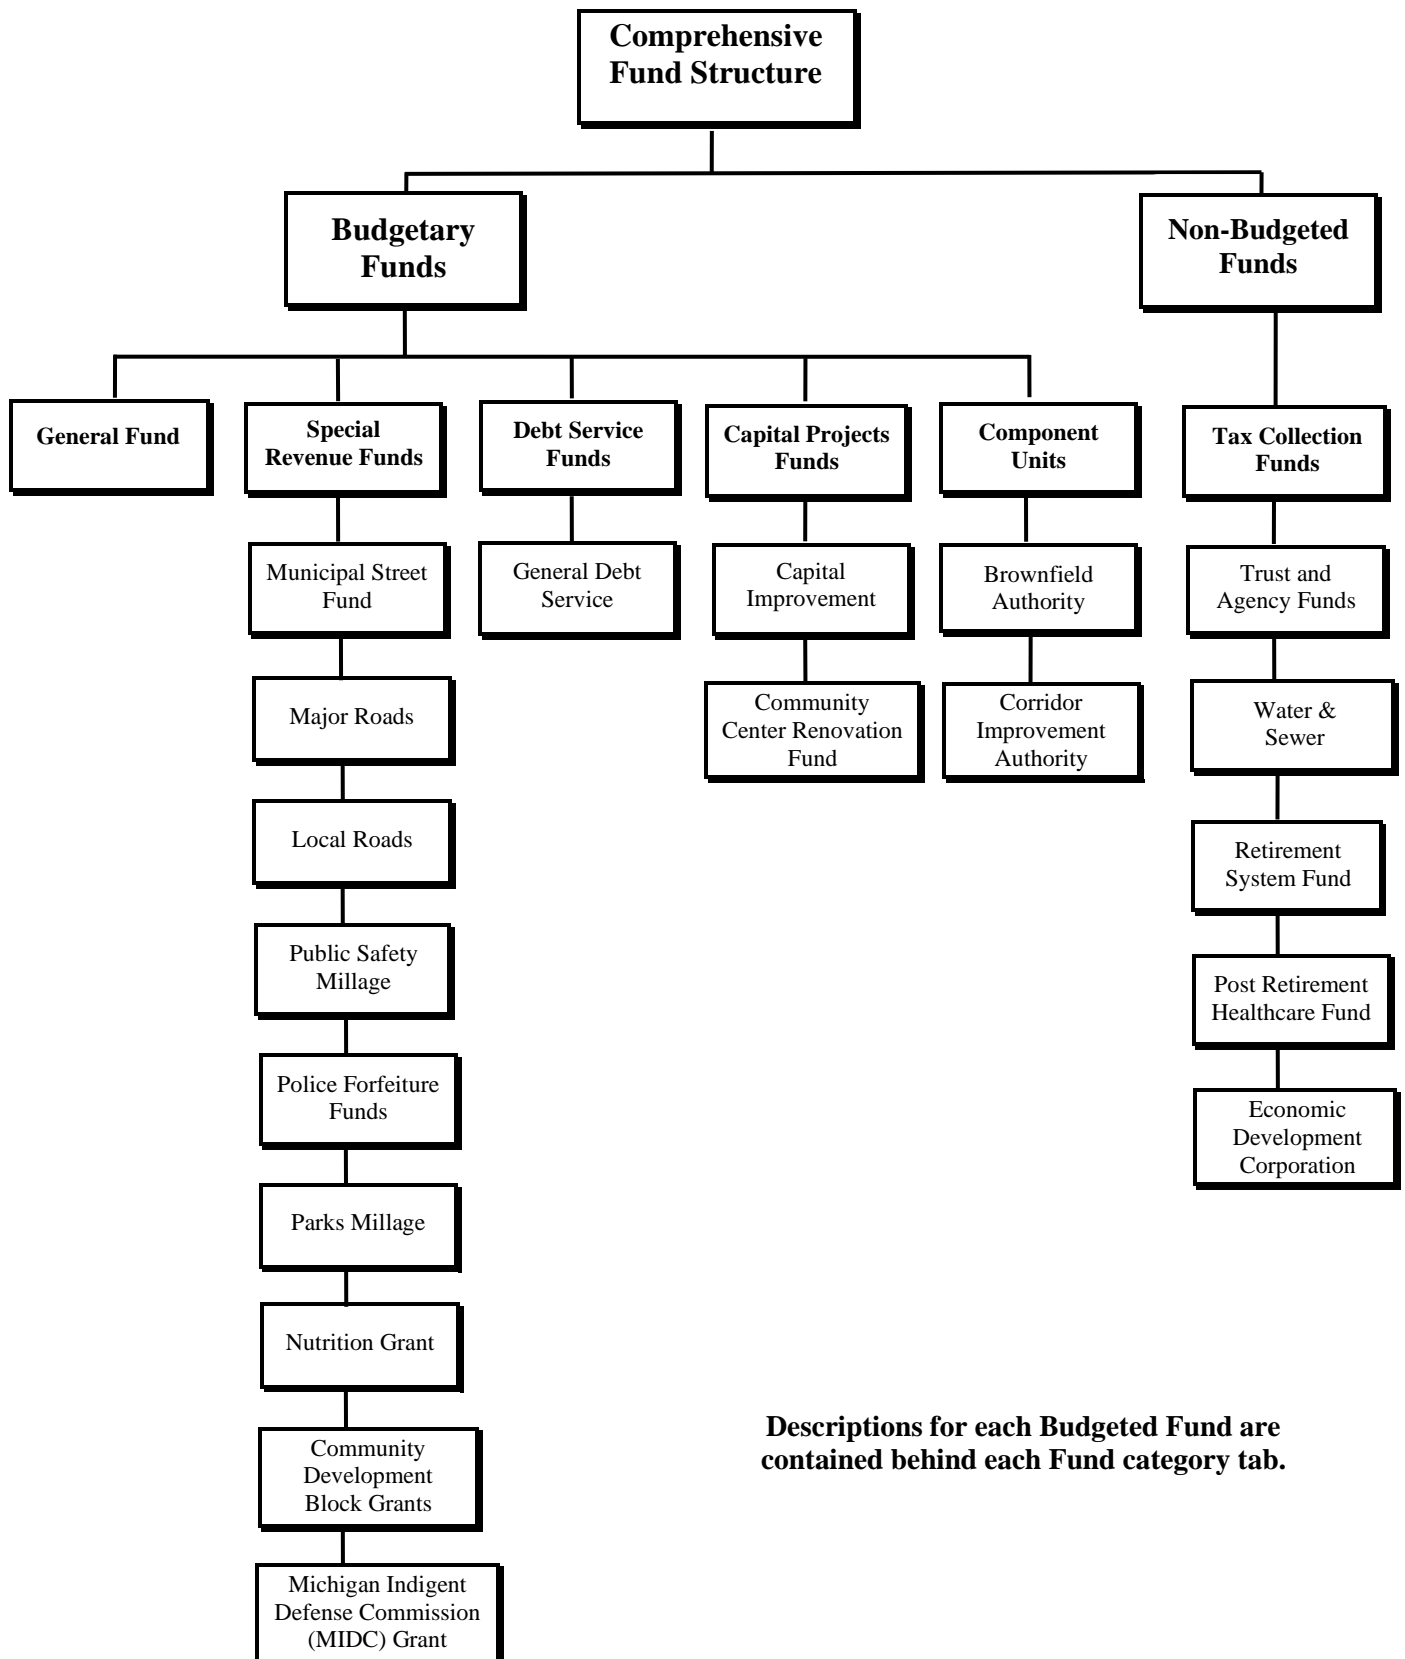 Comprehensive
Fund Structure
Budgetary
Funds
Non-Budgeted
Funds
General Fund
Special
Revenue Funds
Debt Service
Funds
Capital Projects
Funds
Component
Units
Tax Collection
Funds
Municipal Street
Fund
General Debt
Service
Capital
Improvement
Brownfield
Authority
Trust and
Agency Funds
Major Roads
Community
Center Renovation
Fund
Corridor
Improvement
Authority
Water &
Sewer
Local Roads
Retirement
System Fund
Public Safety
Millage
Post Retirement
Healthcare Fund
Police Forfeiture
Funds
Economic
Development
Corporation
Parks Millage
Nutrition Grant
Community
Development
Block Grants
Descriptions for each Budgeted Fund are
contained behind each Fund category tab.
Michigan Indigent
Defense Commission
(MIDC) Grant